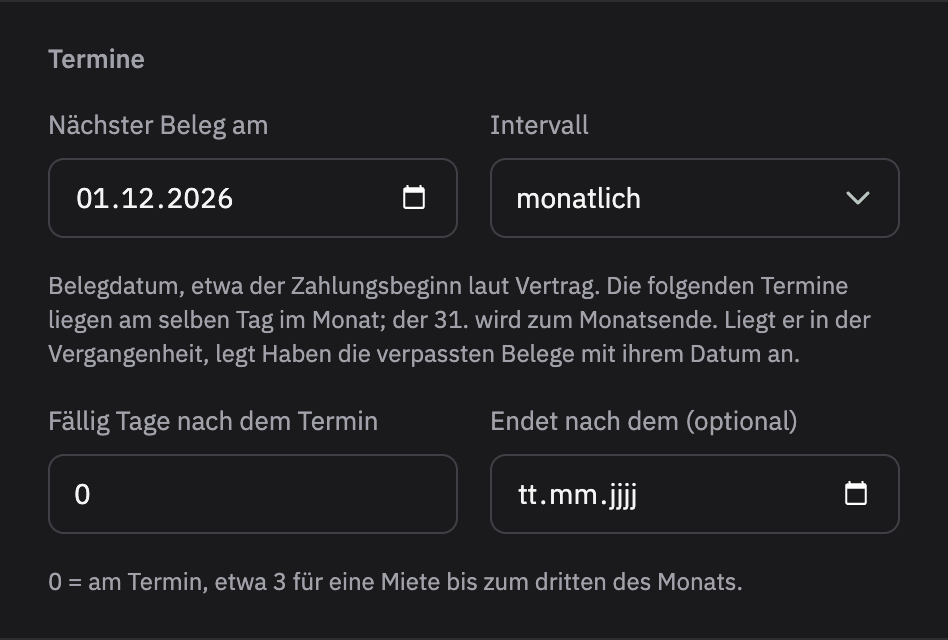 Termine
Nächster Beleg am
Intervall
01.12.2026
monatlich
Belegdatum, etwa der Zahlungsbeginn laut Vertrag. Die folgenden Termine
liegen am selben Tag im Monat; der 31. wird zum Monatsende. Liegt er in der
Vergangenheit, legt Haben die verpassten Belege mit ihrem Datum an.
Fällig Tage nach dem Termin
Endet nach dem (optional)
0
tt.mm.jjjj
0 = am Termin, etwa 3 für eine Miete bis zum dritten des Monats.